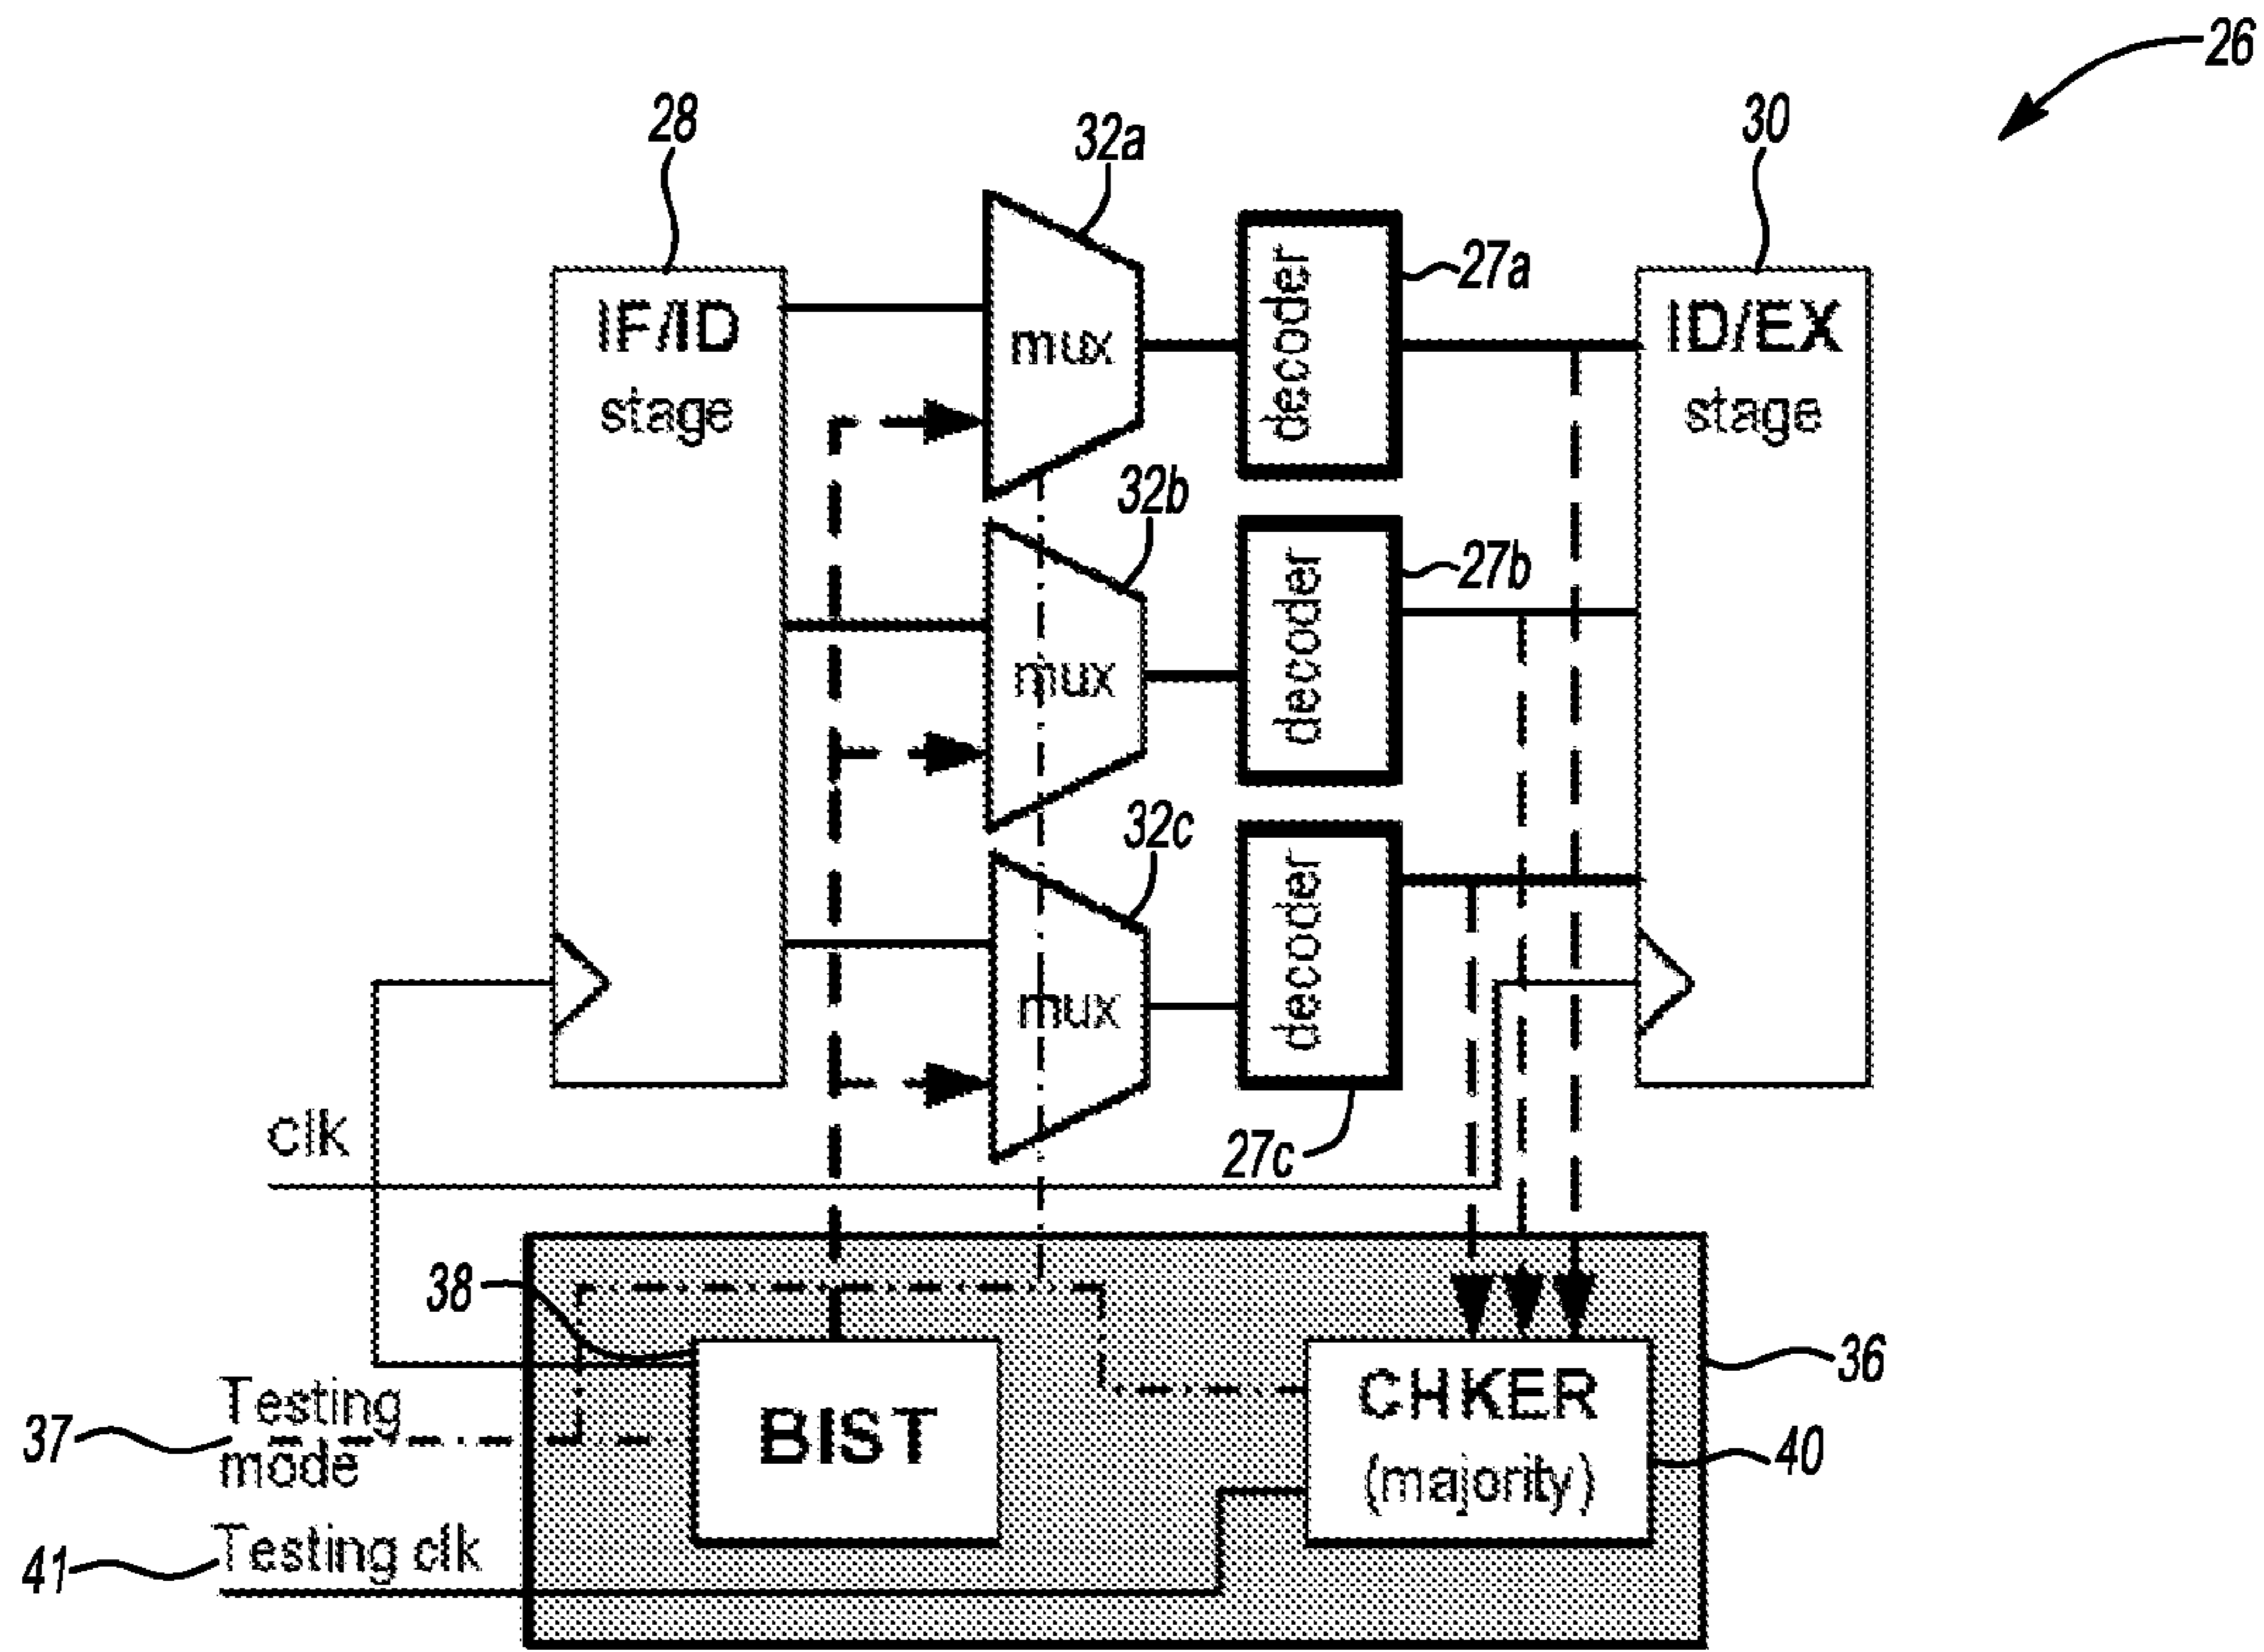 26
28
32a
30
IF/ID
stage
mux
decoder
27a
ID/EX
stage
32b
mux
decoder
27b
32c
mux
decoder
27c
clk
38
36
Testing
mode
37
BIST
CHKER
(majority)
40
Testing clk
41